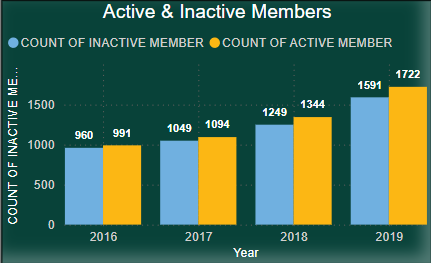 Active & Inactive Members
COUNT OF INACTIVE MEMBER COUNT OF ACTIVE MEMBER
COUNT OF INACTIVE ME...
1500
1000
500
0
960 991 1049 1094 1249 1344 1591 1722
2016 2017 2018 2019
Year